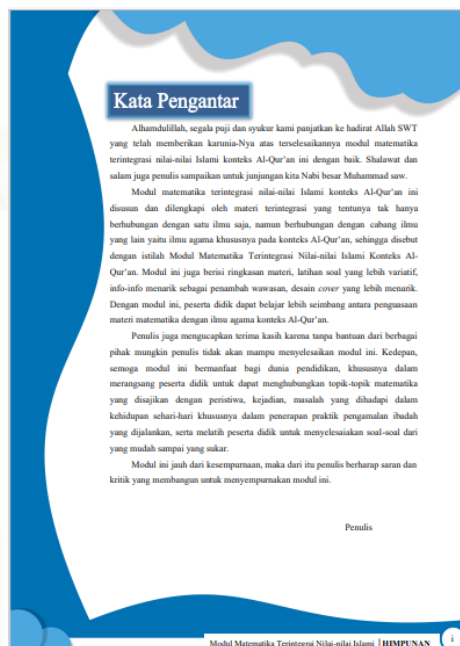 Kata Pengantar
Alhamdulillah, segala puji dan syukur kami panjatkan ke hadirat Allah SWT
yang telah memberikan karunia-Nya atas terselesaikannya modul matematika
terintegrasi nilai-nilai Islami konteks Al-Qur'an ini dengan baik. Shalawat dan
salam juga penulis sampaikan untuk junjungan kita Nabi besar Muhammad saw.
Modul matematika terintegrasi nilai-nilai Islami konteks Al-Qur'an ini
disusun dan dilengkapi oleh materi terintegrasi yang tentunya tak hanya
berhubungan dengan satu ilmu saja, namun berhubungan dengan cabang ilmu
yang lain yaitu ilmu agama khususnya pada konteks Al-Qur'an, sehingga disebut
dengan istilah Modul Matematika Terintegrasi Nilai-nilai Islami Konteks Al-
Qur'an. Modul ini juga berisi ringkasan materi, latihan soal yang lebih variatif,
info-info menarik sebagai penambah wawasan, desain cover yang lebih menarik.
Dengan modul ini, peserta didik dapat belajar lebih seimbang antara penguasaan
materi matematika dengan ilmu agama konteks Al-Qur'an.
Penulis juga mengucapkan terima kasih karena tanpa bantuan dari berbagai
pihak mungkin penulis tidak akan mampu menyelesaikan modul ini. Kedepan,
semoga modul ini bermanfaat bagi dunia pendidikan, khususnya dalam
merangsang peserta didik untuk dapat menghubungkan topik-topik matematika
yang disajikan dengan peristiwa, kejadian, masalah yang dihadapi dalam
kehidupan sehari-hari khususnya dalam penerapan praktik pengamalan ibadah
yang dijalankan, serta melatih peserta didik untuk menyelesaiakan soal-soal dari
yang mudah sampai yang sukar.
Modul ini jauh dari kesempurnaan, maka dari itu penulis berharap saran dan
kritik yang membangun untuk menyempurnakan modul ini.
Penulis
Modul Matematika Terintegrai Nilai-nilai Islami | HIMPUNAN i